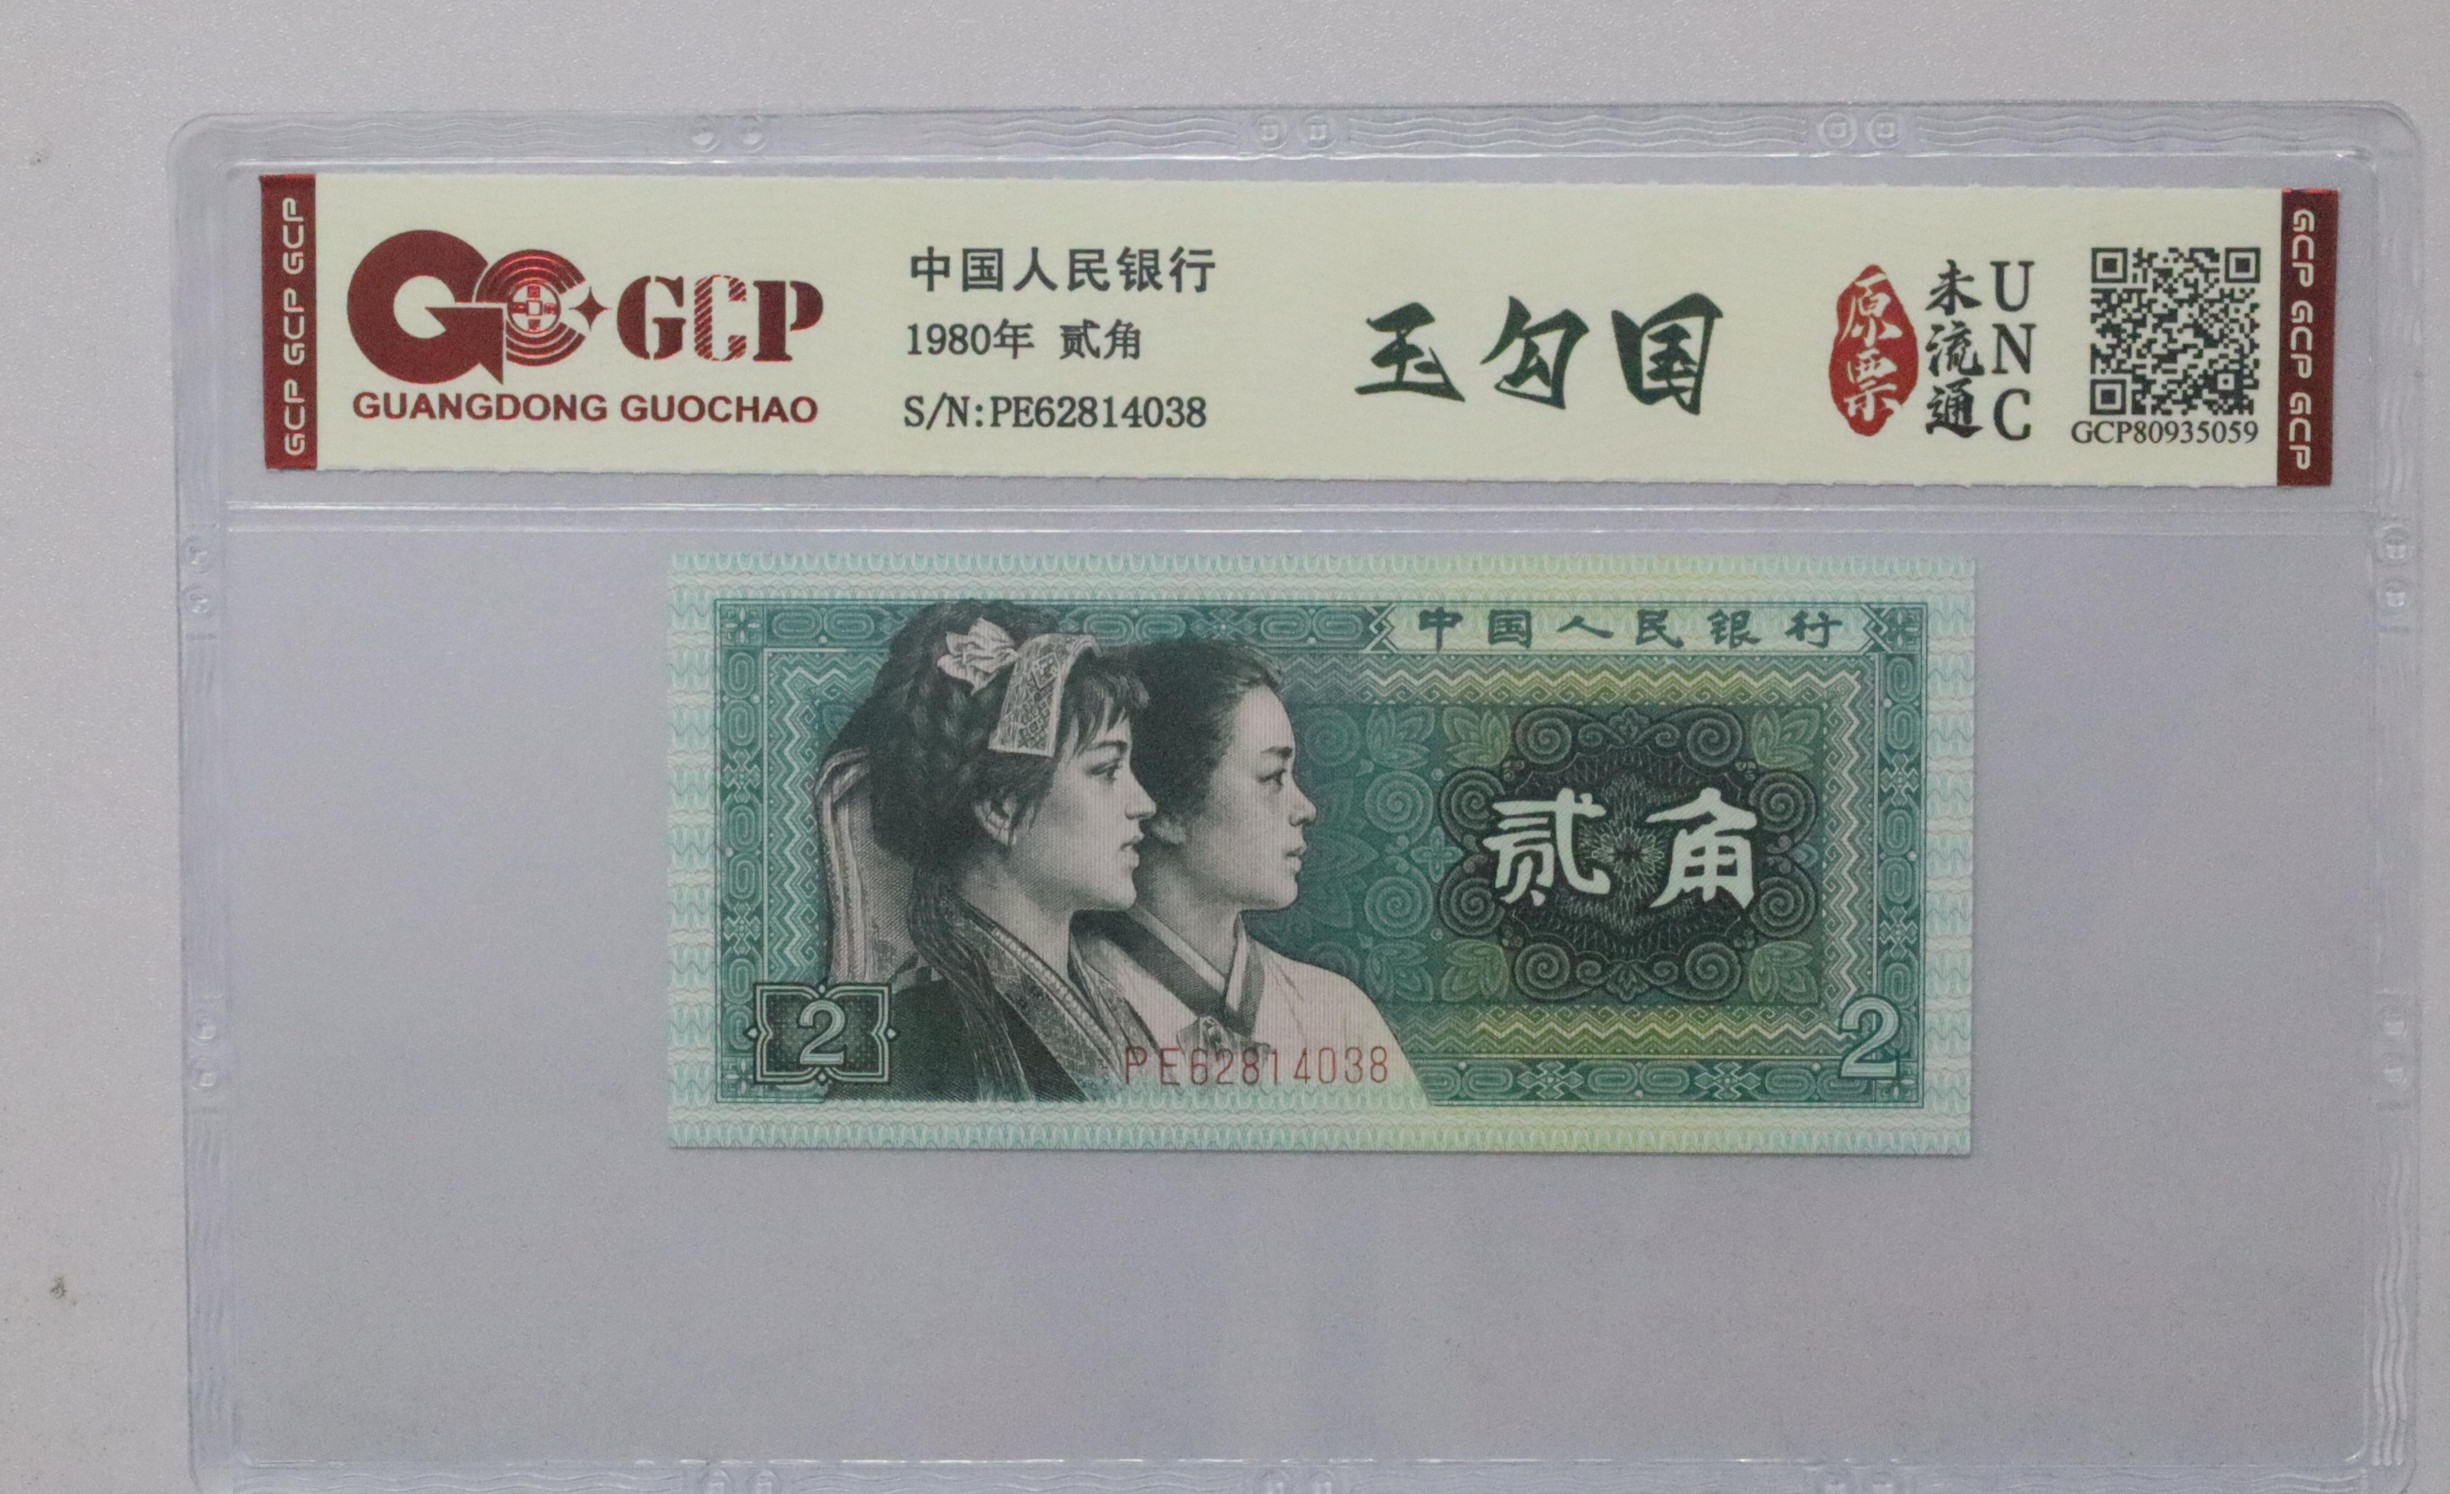 GCP GCP GCP
GCP
GUANGDONG GUOCHAO
中国人民银行
1980年 贰角
S/N:PE62814038
玉勾国
原票
未流通
UNC
GCP80935059
GCP GCP GCP
中国人民银行
贰角
2
PE62814038
2